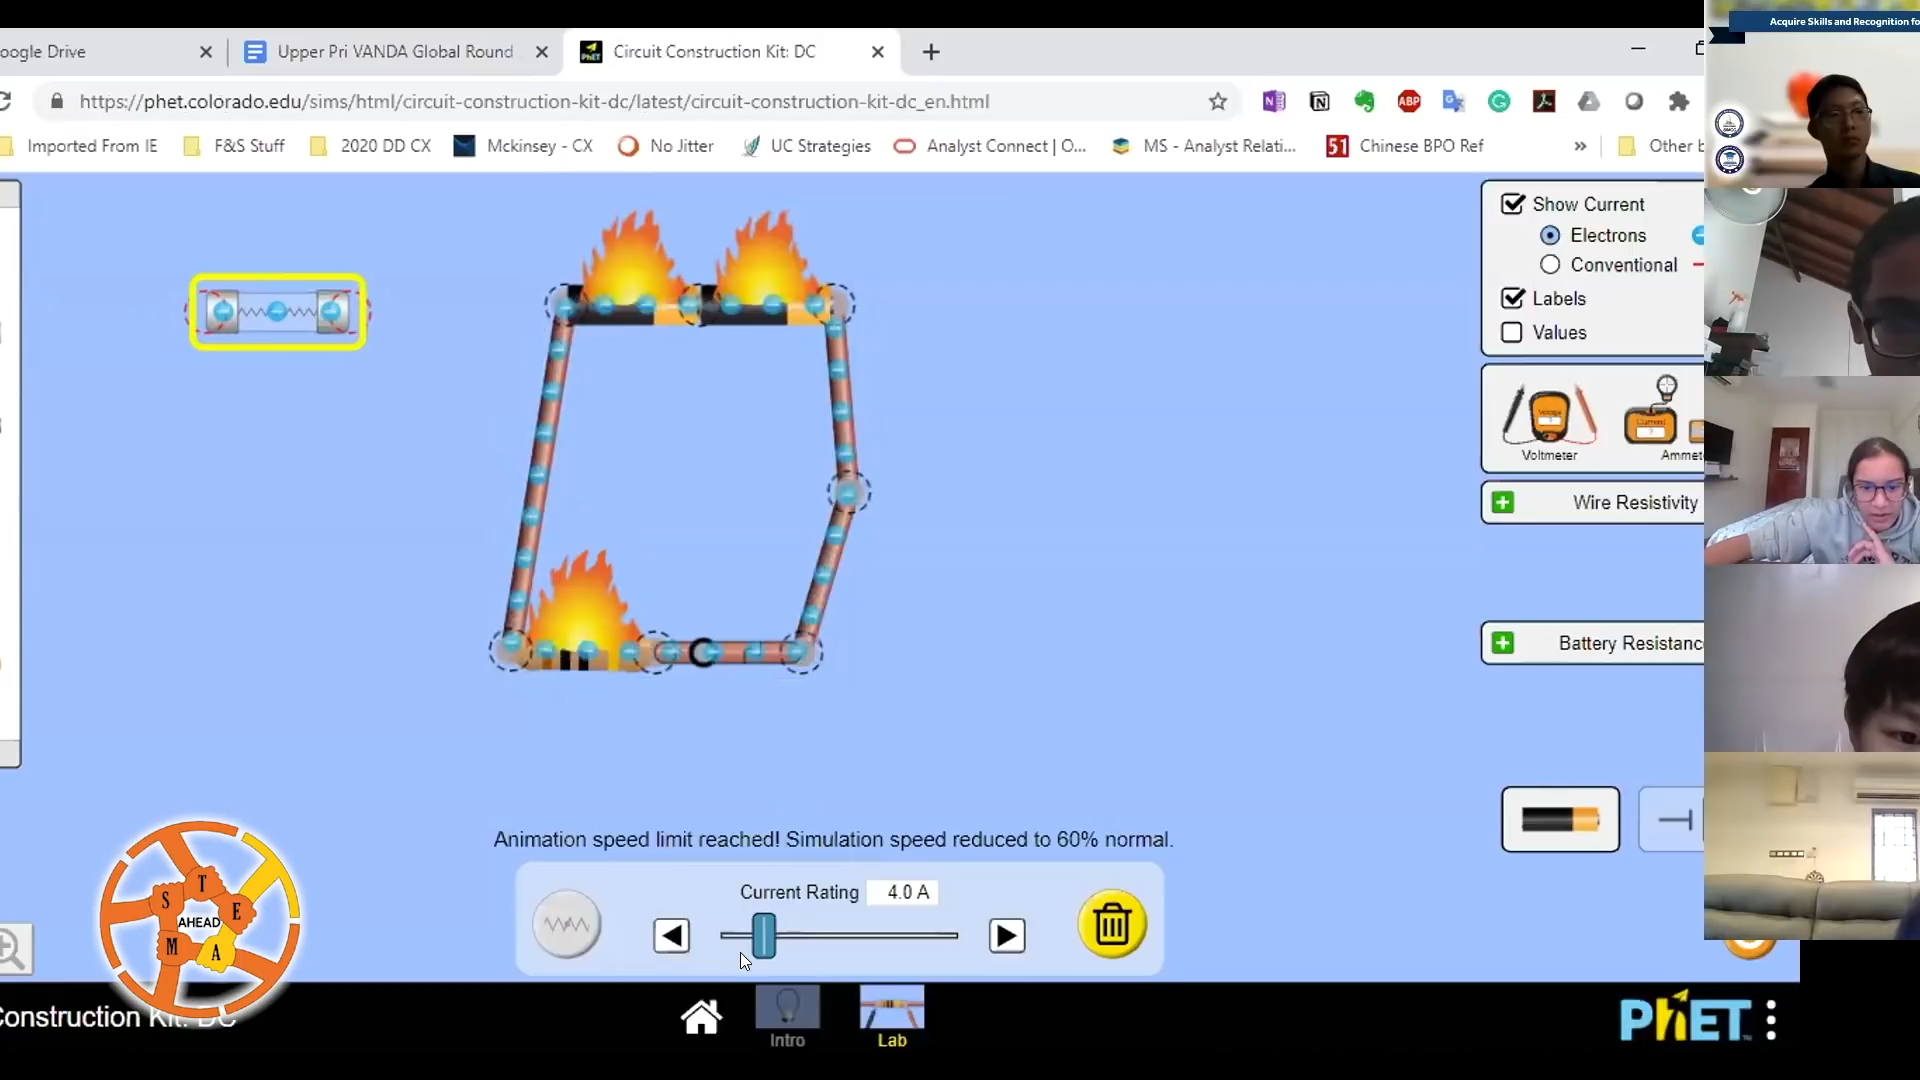 Acquire Skills and Recognition fo
oogle Drive
Upper Pri VANDA Global Round
Circuit Construction Kit: DC
https://phet.colorado.edu/sims/html/circuit-construction-kit-dc/latest/circuit-construction-kit-dc_en.html
ABP
Imported From IE
F&S Stuff
2020 DD CX
Mckinsey - CX
No Jitter
UC Strategies
Analyst Connect | O...
MS - Analyst Relati...
51
Chinese BPO Ref
»
Other b
Show Current
Electrons
Conventional
Labels
Values
Voltmeter
Ammete
Wire Resistivity
Battery Resistanc
Animation speed limit reached! Simulation speed reduced to 60% normal.
Current Rating 4.0 A
S T E A M
AHEAD
Construction Kit: DC
Intro
Lab
PhET